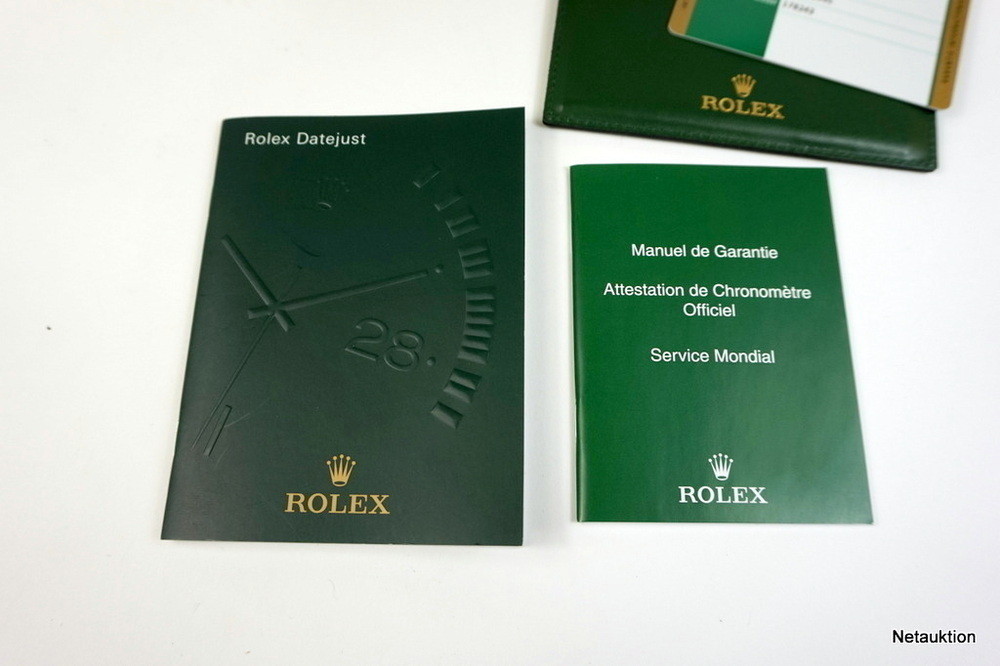 Rolex Datejust
28.
ROLEX
ROLEX
Manuel de Garantie
Attestation de Chronomètre
Officiel
Service Mondial
ROLEX
Netauktion